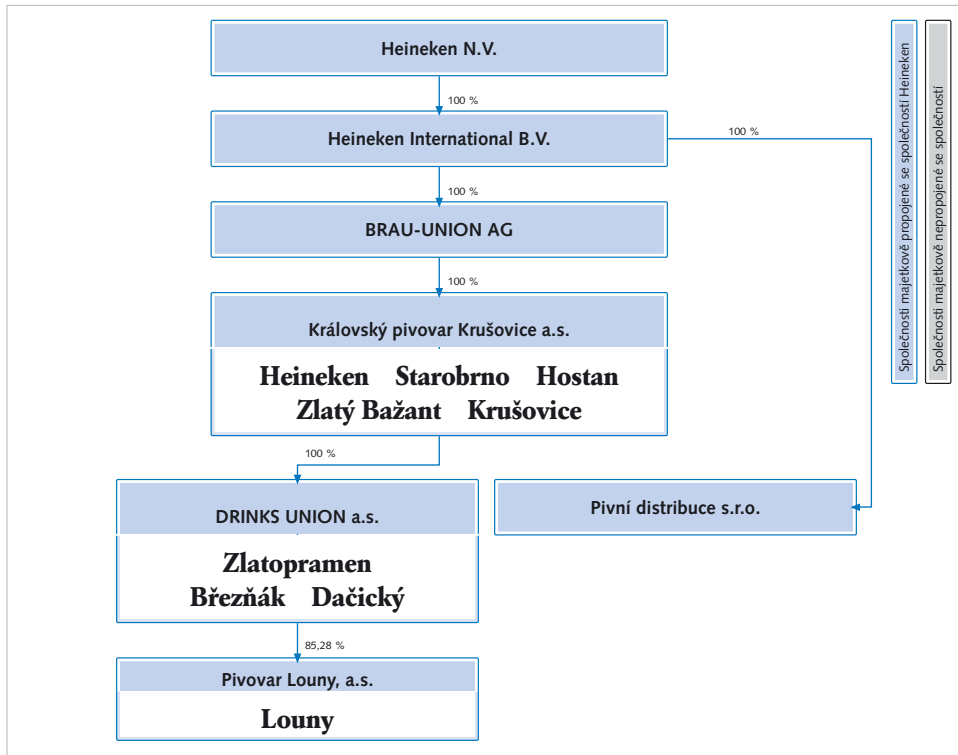 Heineken N.V.
100 %
Heineken International B.V.
100 %
100 %
BRAU-UNION AG
100 %
Královský pivovar Krušovice a.s.
Heineken Starobrno Hostan
Zlatý Bažant Krušovice
100 %
DRINKS UNION a.s.
Pivní distribuce s.r.o.
Zlatopramen
Březňák Dačický
85,28 %
Pivovar Louny, a.s.
Louny
Společnosti majetkově propojené se společností Heineken
Společnosti majetkově nepropojené se společností